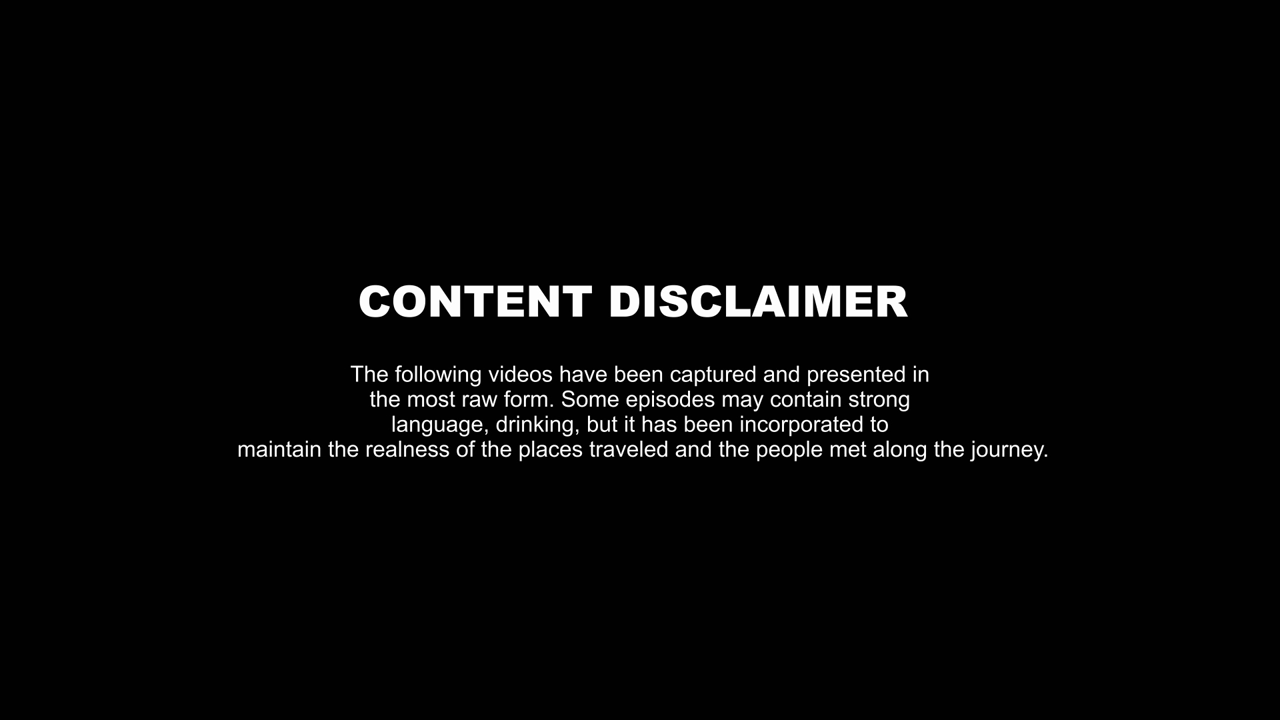 CONTENT DISCLAIMER
The following videos have been captured and presented in
the most raw form. Some episodes may contain strong
language, drinking, but it has been incorporated to
maintain the realness of the places traveled and the people met along the journey.